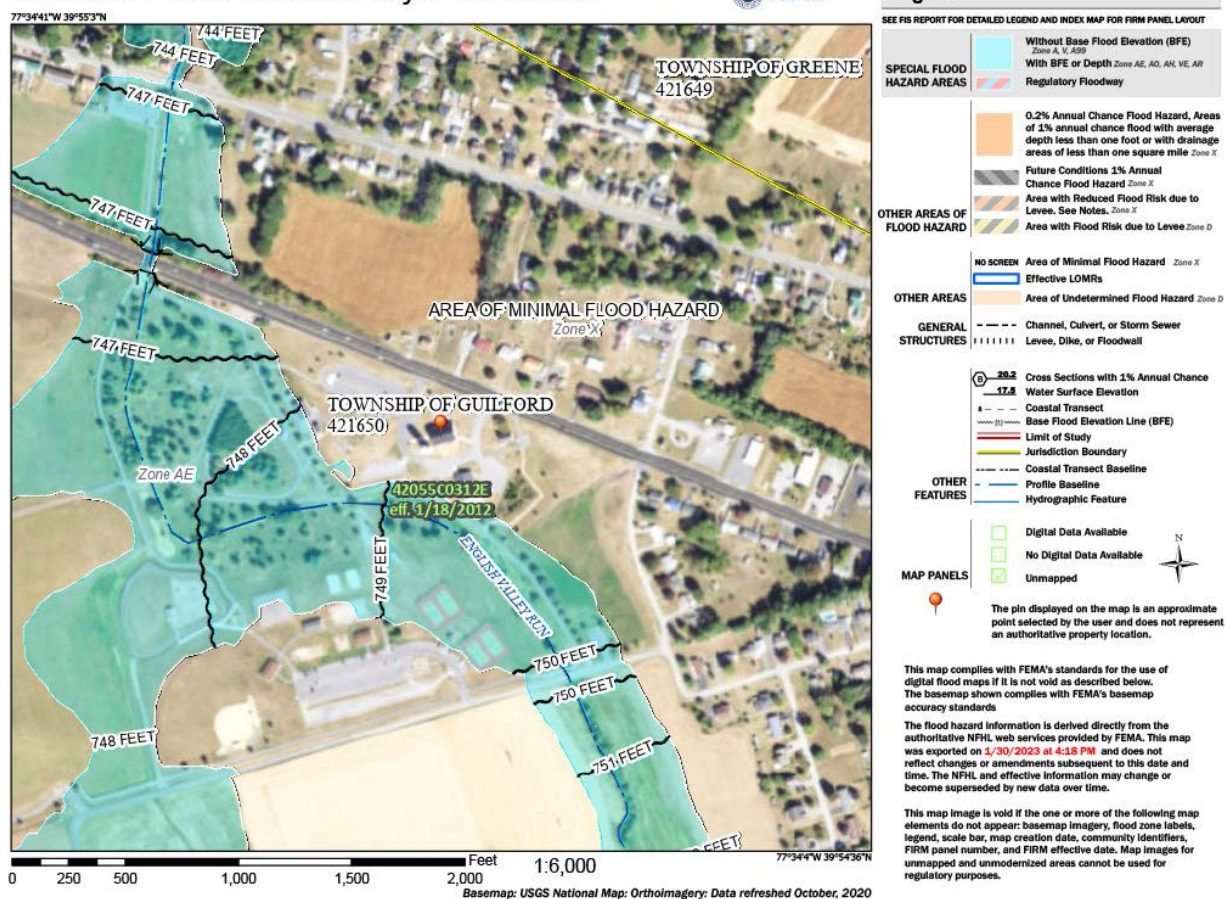 77°34'41"W 39°55'3"N
SEE FIS REPORT FOR DETAILED LEGEND AND INDEX MAP FOR FIRM PANEL LAYOUT
744 FEET
744 FEET
747 FEET
TOWNSHIP OF GREENE
421649
747 FEET
AREA OF MINIMAL FLOOD HAZARD
Zone X
747 FEET
TOWNSHIP OF GUILFORD
421650
748 FEET
Zone AE
42055C0312E
eff. 1/18/2012
749 FEET
ENGLISH VALLEY RUN
750 FEET
750 FEET
748 FEET
751 FEET
FEET
77°34'4"W 39°54'36"N
Feet
1:6,000
0 250 500 1,000 1,500 2,000
Basemap: USGS National Map: Orthoimagery: Data refreshed October, 2020
SPECIAL FLOOD
HAZARD AREAS
Without Base Flood Elevation (BFE)
Zone A, V, A99
With BFE or Depth Zone AE, AO, AH, VE, AR
Regulatory Floodway
OTHER AREAS OF
FLOOD HAZARD
0.2% Annual Chance Flood Hazard, Areas
of 1% annual chance flood with average
depth less than one foot or with drainage
areas of less than one square mile Zone X
Future Conditions 1% Annual
Chance Flood Hazard Zone X
Area with Reduced Flood Risk due to
Levee. See Notes. Zone X
Area with Flood Risk due to Levee Zone D
OTHER AREAS
NO SCREEN Area of Minimal Flood Hazard Zone X
Effective LOMRs
Area of Undetermined Flood Hazard Zone D
GENERAL
STRUCTURES
Channel, Culvert, or Storm Sewer
Levee, Dike, or Floodwall
OTHER
FEATURES
B 20.2 Cross Sections with 1% Annual Chance
17.5 Water Surface Elevation
8 Coastal Transect
Base Flood Elevation Line (BFE)
Limit of Study
Jurisdiction Boundary
Coastal Transect Baseline
Profile Baseline
Hydrographic Feature
MAP PANELS
Digital Data Available
No Digital Data Available
Unmapped
N
The pin displayed on the map is an approximate
point selected by the user and does not represent
an authoritative property location.
This map complies with FEMA's standards for the use of
digital flood maps if it is not void as described below.
The basemap shown complies with FEMA's basemap
accuracy standards
The flood hazard information is derived directly from the
authoritative NFHL web services provided by FEMA. This map
was exported on 1/30/2023 at 4:18 PM and does not
reflect changes or amendments subsequent to this date and
time. The NFHL and effective information may change or
become superseded by new data over time.
This map image is void if the one or more of the following map
elements do not appear: basemap imagery, flood zone labels,
legend, scale bar, map creation date, community identifiers,
FIRM panel number, and FIRM effective date. Map images for
unmapped and unmodernized areas cannot be used for
regulatory purposes.